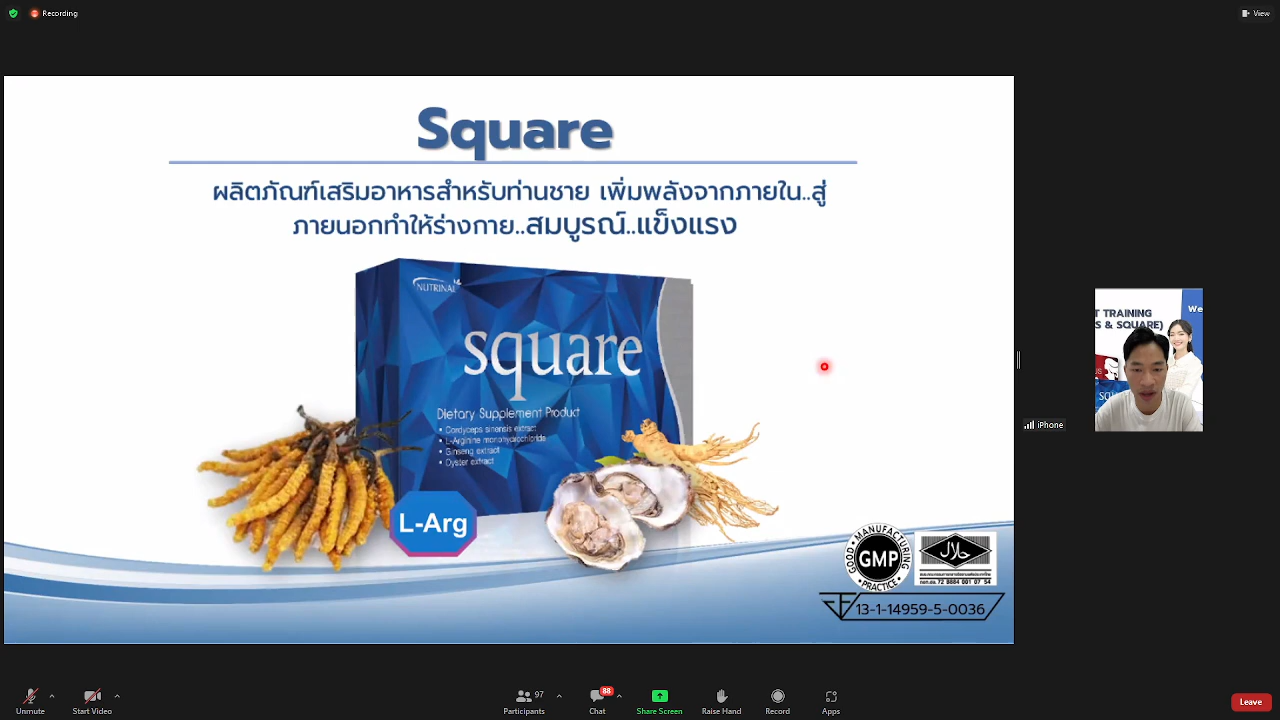 Recording
View
Square
ผลิตภัณฑ์เสริมอาหารสำหรับท่านชาย เพิ่มพลังจากภายใน..สู่
ภายนอกทำให้ร่างกาย..สมบูรณ์..แข็งแรง
NUTRINAL
square
Dietary Supplement Product
• Cordyceps sinensis extract
• L-Arginine monohydrochloride
• Ginseng extract
• Oyster extract
L-Arg
GOOD MANUFACTURING PRACTICE
GMP
حلال
13-1-14959-5-0036
T TRAINING
S & SQUARE)
We
iPhone
Unmute
Start Video
97
Participants
88
Chat
Share Screen
Raise Hand
Record
Apps
Leave